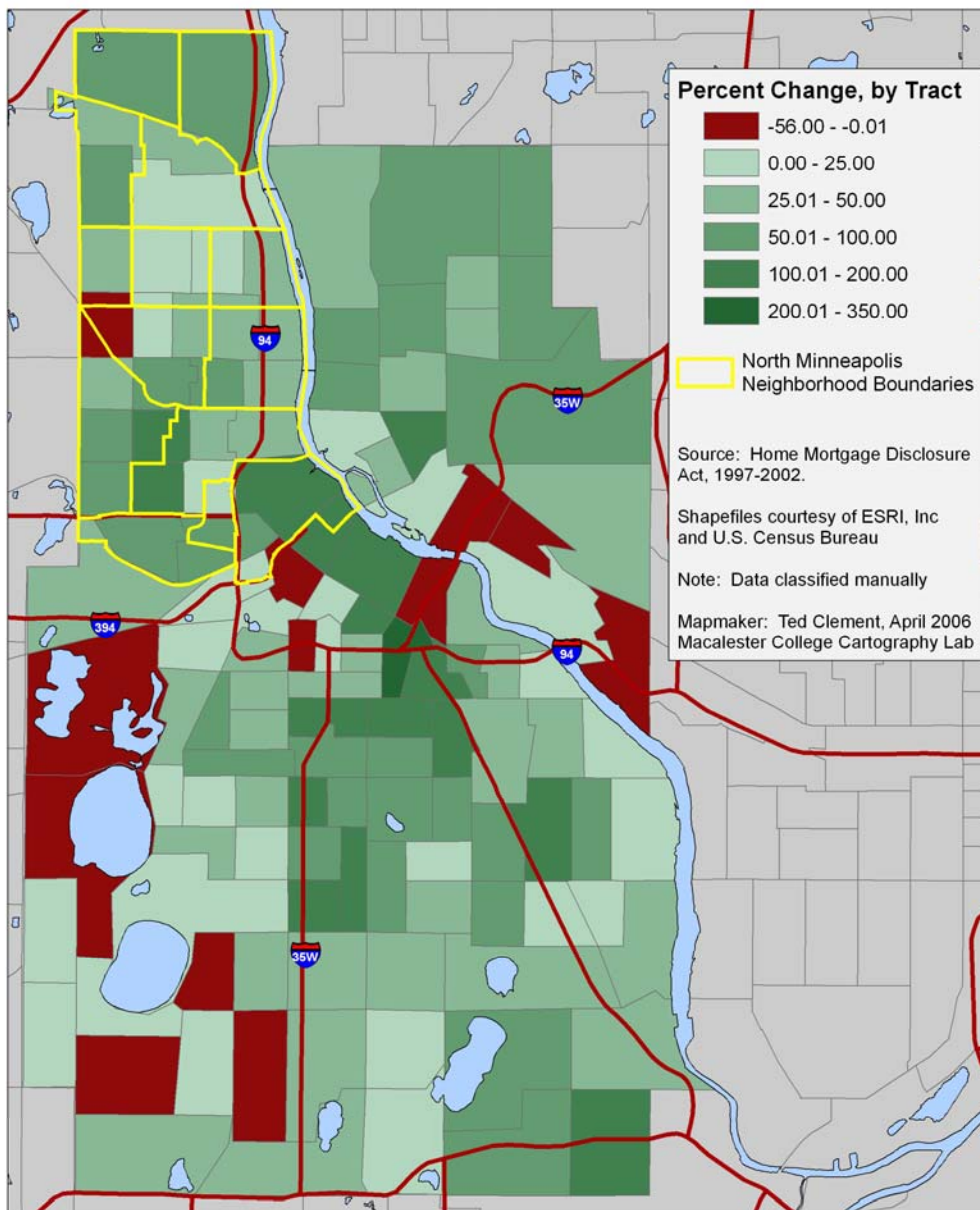 Percent Change, by Tract
-56.00 - -0.01
0.00 - 25.00
25.01 - 50.00
50.01 - 100.00
100.01 - 200.00
200.01 - 350.00
North Minneapolis
Neighborhood Boundaries
Source: Home Mortgage Disclosure
Act, 1997-2002.
Shapefiles courtesy of ESRI, Inc
and U.S. Census Bureau
Note: Data classified manually
Mapmaker: Ted Clement, April 2006
Macalester College Cartography Lab
94
35W
394
94
35W